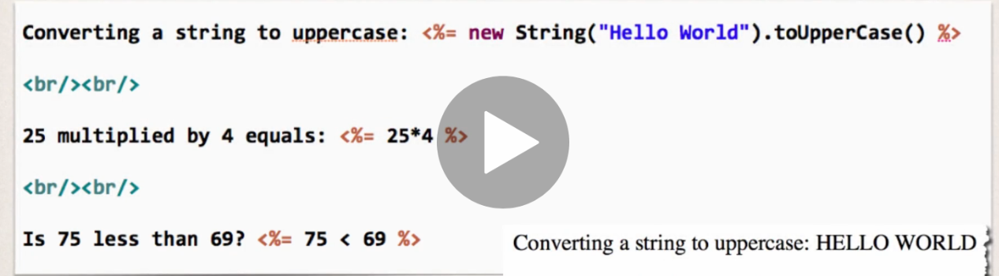 Converting a string to uppercase: <%= new String("Hello World").toUpperCase() %>
<br/><br/>
25 multiplied by 4 equals: <%= 25*4 %>
<br/><br/>
Is 75 less than 69? <%= 75 < 69 %>
Converting a string to uppercase: HELLO WORLD